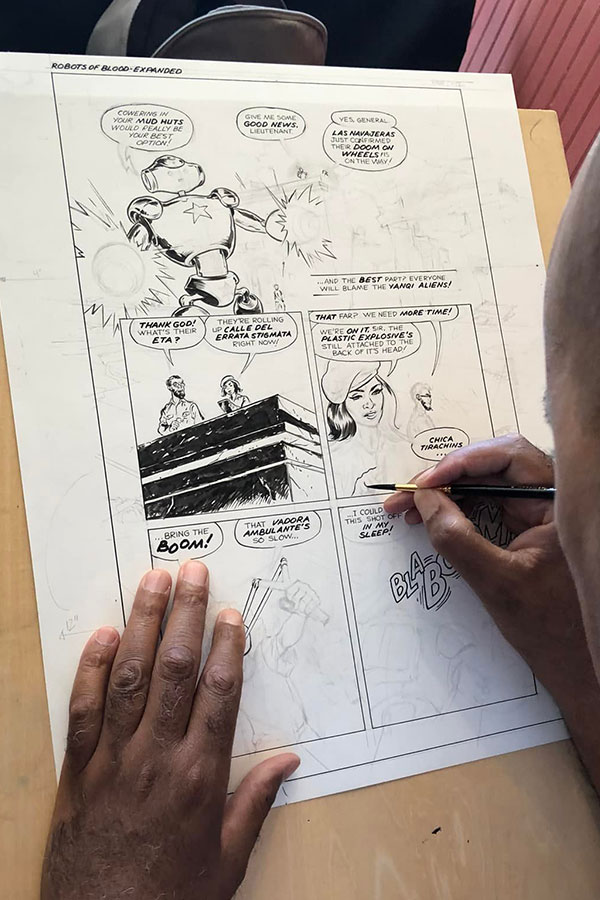 ROBOTS OF BLOOD-EXPANDED
COWERING IN
YOUR MUD HUTS
WOULD REALLY BE
YOUR BEST
OPTION!
GIVE ME SOME
GOOD NEWS,
LIEUTENANT.
YES, GENERAL.
LAS NAVAJERAS
JUST CONFIRMED
THEIR DOOM ON
WHEELS IS
ON THE WAY!
...AND THE BEST PART? EVERYONE
WILL BLAME THE YANQI ALIENS!
THANK GOD!
WHAT'S THEIR
ETA?
THEY'RE ROLLING
UP CALLE DEL
ERRATA STIGMATA
RIGHT NOW!
THAT FAR? WE NEED MORE TIME!
WE'RE ON IT, SIR. THE
PLASTIC EXPLOSIVE'S
STILL ATTACHED TO THE
BACK OF IT'S HEAD!
CHICA
TIRACHINS
...
...BRING THE
BOOM!
THAT VADORA
AMBULANTE'S
SO SLOW...
...I COULD
THIS SHOT OFF
IN MY
SLEEP!
BLA
12"